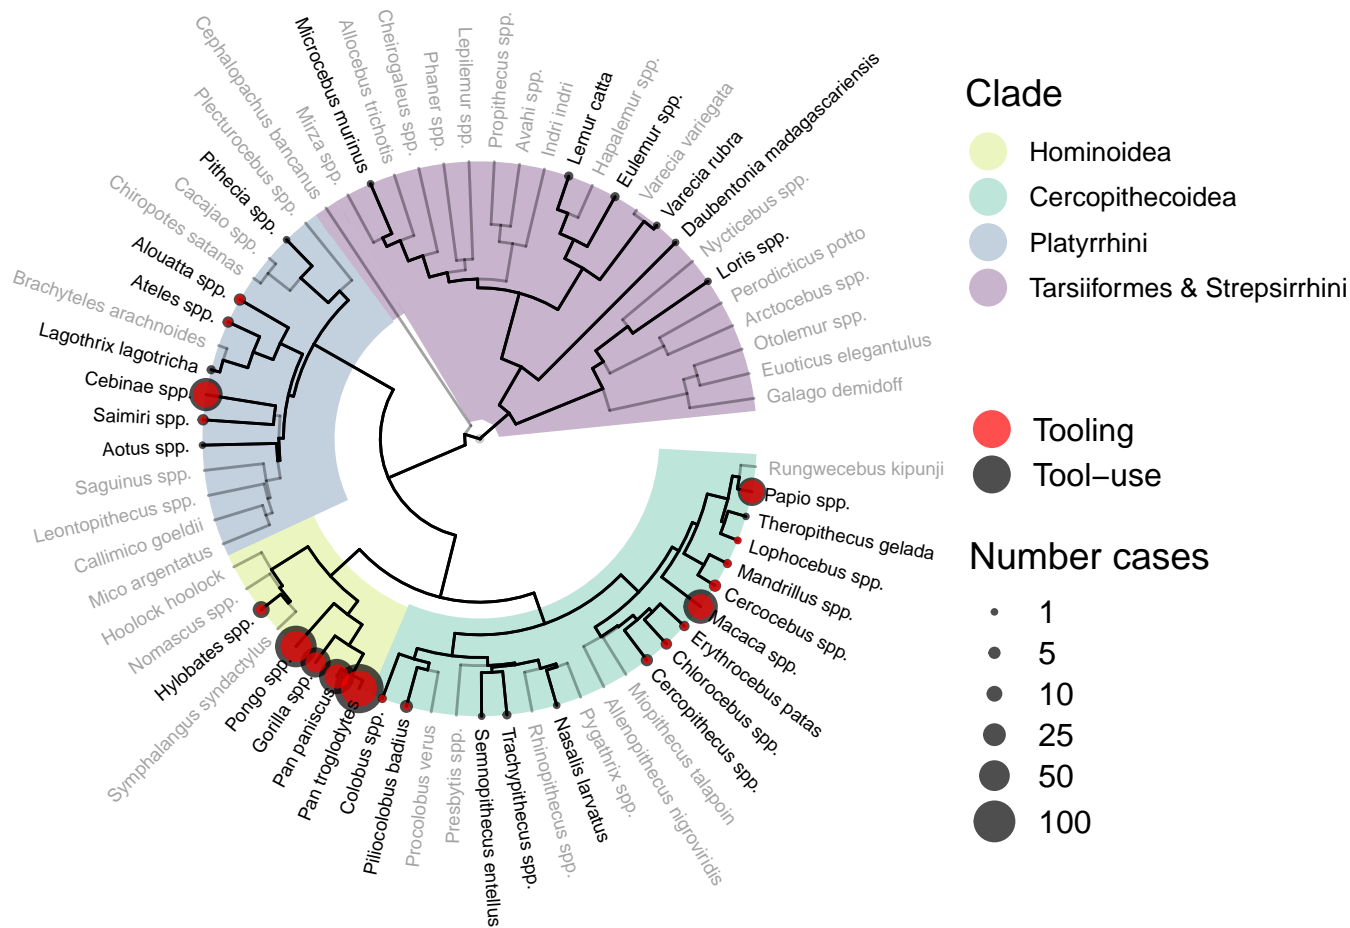 Cephalopachus bancanus
Plecturocebus spp.
Mirza spp.
Microcebus murinus
Allocebus trichotis
Cheirogaleus spp.
Phaner spp.
Lepilemur spp.
Propithecus spp.
Avahi spp.
Indri indri
Lemur catta
Hapalemur spp.
Eulemur spp.
Varecia variegata
Varecia rubra
Daubentonia madagascariensis
Nycticebus spp.
Loris spp.
Perodicticus potto
Arctocebus spp.
Otolemur spp.
Euoticus elegantulus
Galago demidoff
Rungwecebus kipunji
Papio spp.
Theropithecus gelada
Lophocebus spp.
Mandrillus spp.
Cercocebus spp.
Macaca spp.
Erythrocebus patas
Chlorocebus spp.
Cercopithecus spp.
Miopithecus talapoin
Allenopithecus nigroviridis
Pygathrix spp.
Nasalis larvatus
Rhinopithecus spp.
Trachypithecus spp.
Semnopithecus entellus
Presbytis spp.
Procolobus verus
Piliocolobus badius
Colobus spp.
Pan troglodytes
Pan paniscus
Gorilla spp.
Pongo spp.
Symphalangus syndactylus
Hylobates spp.
Nomascus spp.
Hoolock hoolock
Mico argentatus
Callimico goeldii
Leontopithecus spp.
Saguinus spp.
Aotus spp.
Saimiri spp.
Cebinae spp.
Lagothrix lagotricha
Brachyteles arachnoides
Ateles spp.
Alouatta spp.
Chiropotes satanas
Cacajao spp.
Pithecia spp.
Clade
Hominoidea
Cercopithecoidea
Platyrrhini
Tarsiiformes & Strepsirrhini
Tooling
Tool−use
Number cases
1
5
10
25
50
100